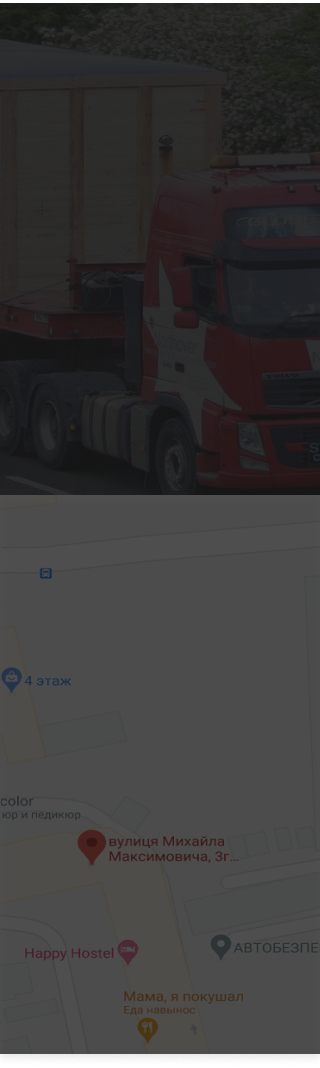 4 этаж
color
юр и педикюр
вулиця Михайла
Максимовича, 3г...
Happy Hostel
АВТОБЕЗПЕ
Мама, я покушал
Еда навынос